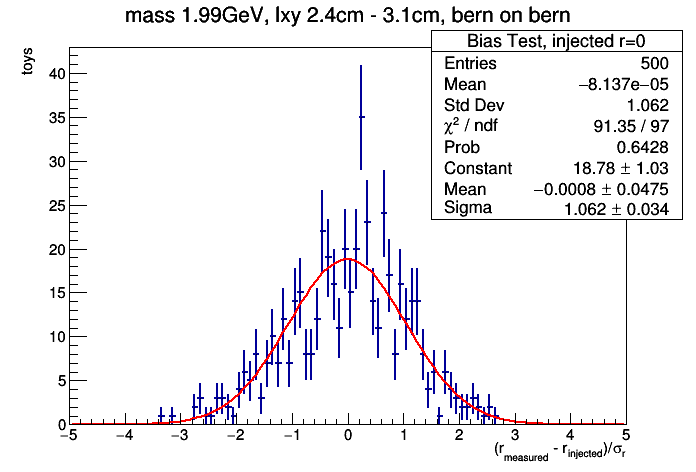 mass 1.99GeV, lxy 2.4cm - 3.1cm, bern on bern
Bias Test, injected r=0
Entries 500
Mean −8.137e−05
Std Dev 1.062
χ² / ndf 91.35 / 97
Prob 0.6428
Constant 18.78 ± 1.03
Mean −0.0008 ± 0.0475
Sigma 1.062 ± 0.034
toys
40
35
30
25
20
15
10
5
0
−5 −4 −3 −2 −1 0 1 2 3 4 5
(r_measured - r_injected)/σ_r